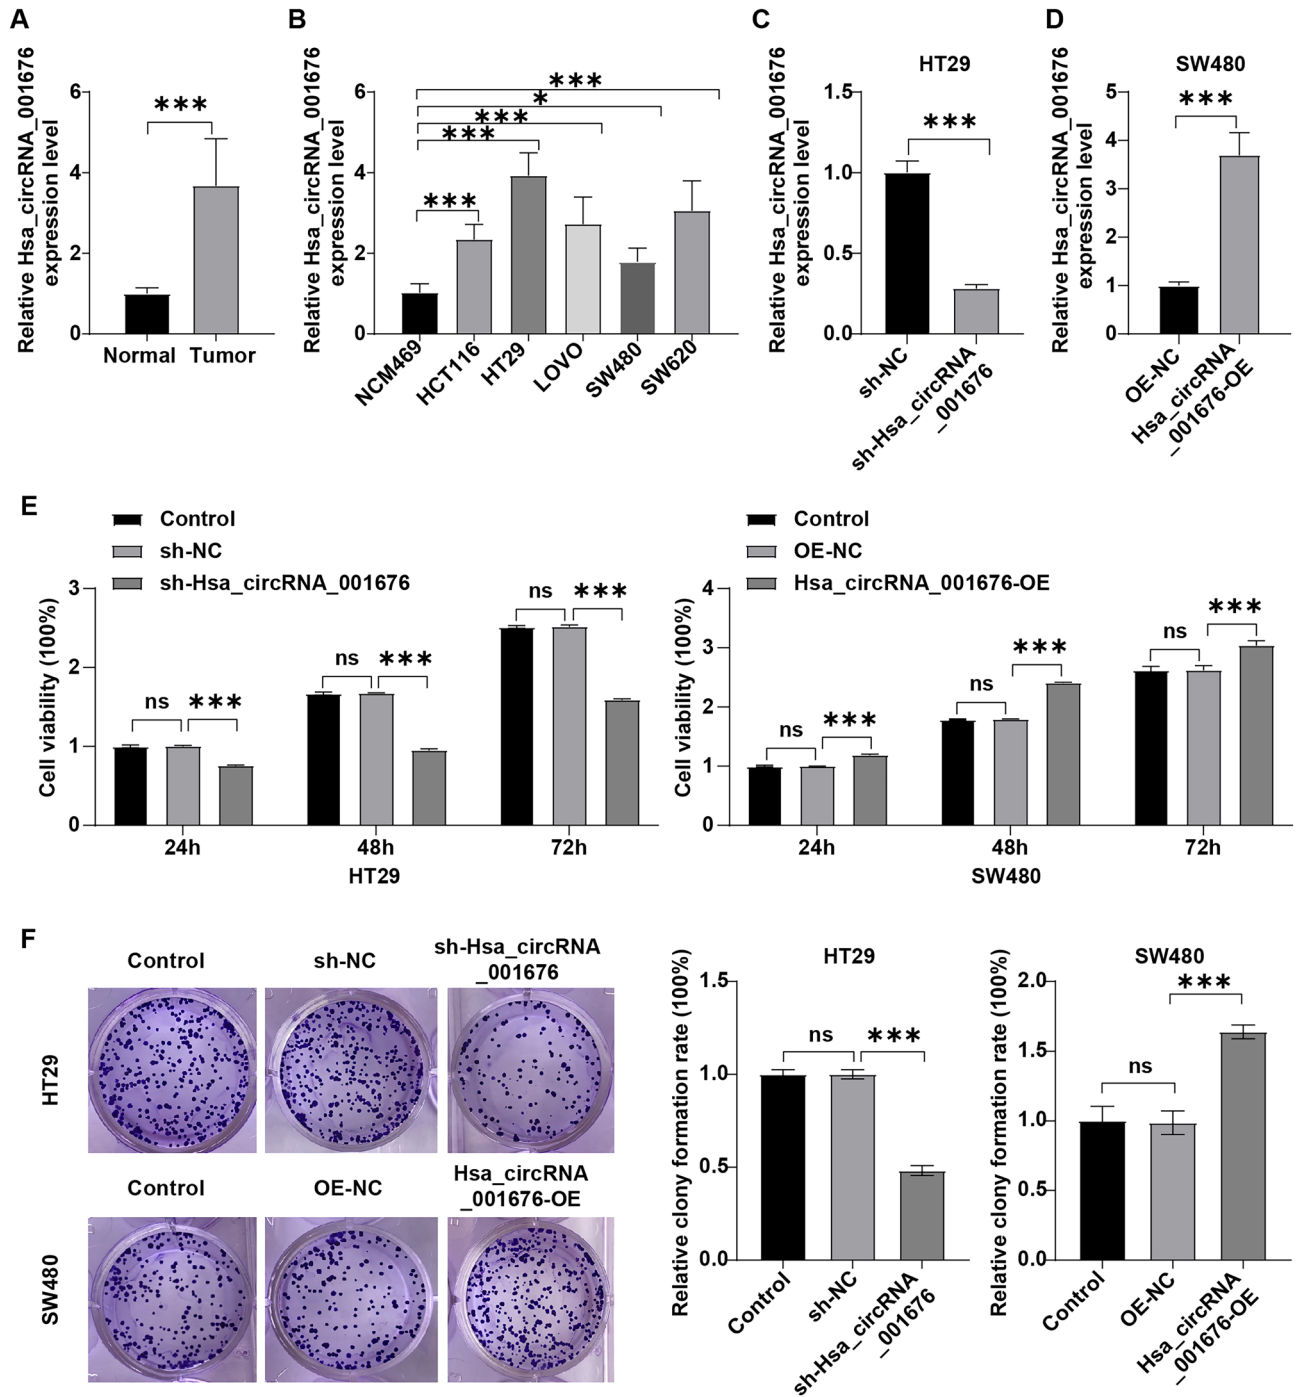 A
Relative Hsa_circRNA_001676
expression level
6
4
2
0
***
Normal
Tumor
B
Relative Hsa_circRNA_001676
expression level
6
4
2
0
***
*
***
***
***
NCM469
HCT116
HT29
LOVO
SW480
SW620
C
HT29
Relative Hsa_circRNA_001676
expression level
1.5
1.0
0.5
0.0
***
sh-NC
sh-Hsa_circRNA
_001676
D
SW480
Relative Hsa_circRNA_001676
expression level
5
4
3
2
1
0
***
OE-NC
Hsa_circRNA
_001676-OE
E
Control
sh-NC
sh-Hsa_circRNA_001676
Cell viability (100%)
3
2
1
0
ns
***
ns
***
ns
***
24h
48h
72h
HT29
Control
OE-NC
Hsa_circRNA_001676-OE
Cell viability (100%)
4
3
2
1
0
ns
***
ns
***
ns
***
24h
48h
72h
SW480
F
Control
sh-NC
sh-Hsa_circRNA
_001676
HT29
Control
OE-NC
Hsa_circRNA
_001676-OE
SW480
HT29
Relative clony formation rate (100%)
1.5
1.0
0.5
0.0
ns
***
Control
sh-NC
sh-Hsa_circRNA
_001676
SW480
Relative clony formation rate (100%)
2.0
1.5
1.0
0.5
0.0
ns
***
Control
OE-NC
Hsa_circRNA
_001676-OE